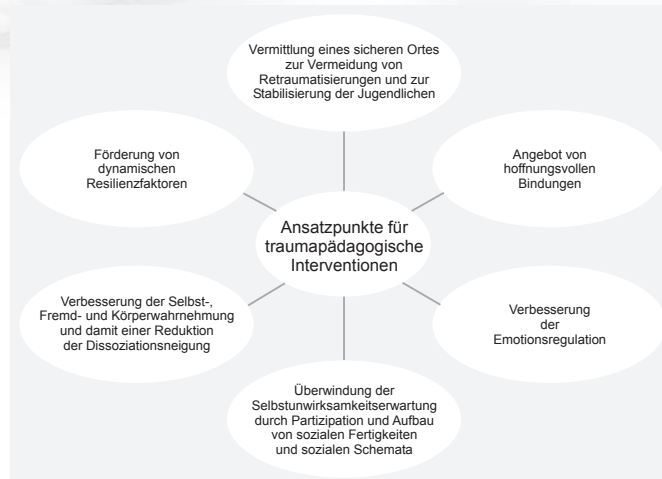 Vermittlung eines sicheren Ortes
zur Vermeidung von
Retraumatisierungen und zur
Stabilisierung der Jugendlichen
Förderung von
dynamischen
Resilienzfaktoren
Angebot von
hoffnungsvollen
Bindungen
Ansatzpunkte für
traumapädagogische
Interventionen
Verbesserung der Selbst-,
Fremd- und Körperwahrnehmung
und damit einer Reduktion
der Dissoziationsneigung
Verbesserung
der
Emotionsregulation
Überwindung der
Selbstunwirksamkeitserwartung
durch Partizipation und Aufbau
von sozialen Fertigkeiten
und sozialen Schemata